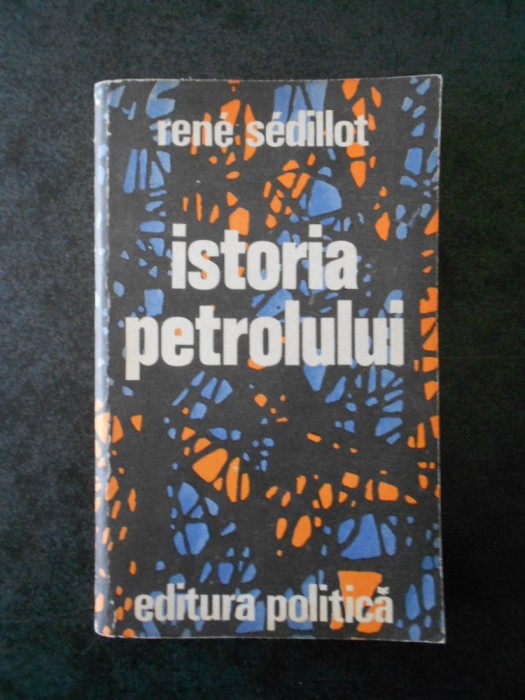 rené sédillot
istoria
petrolului
editura politică